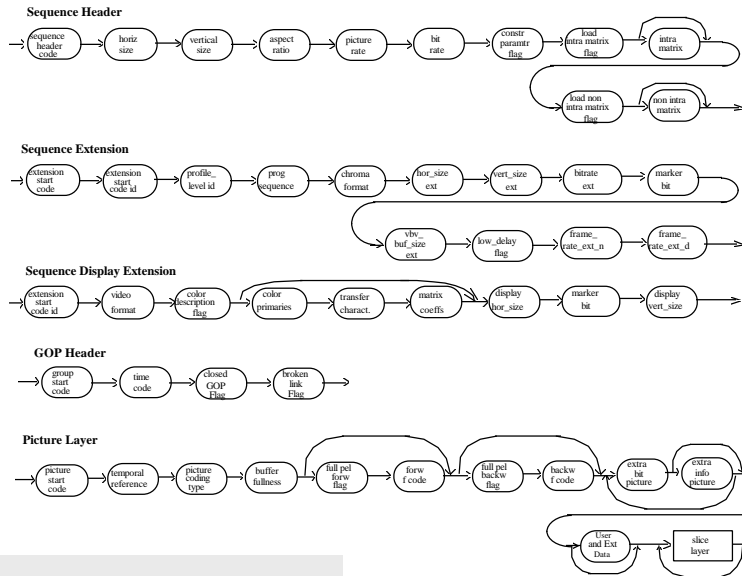 Sequence Header
sequence
header
code
horiz
size
vertical
size
aspect
ratio
picture
rate
bit
rate
constr
paramtr
flag
load
intra matrix
flag
intra
matrix
load non
intra matrix
flag
non intra
matrix
Sequence Extension
extension
start
code
extension
start
code id
profile_
level id
prog
sequence
chroma
format
hor_size
ext
vert_size
ext
bitrate
ext
marker
bit
vbv_
buf_size
ext
low_delay
flag
frame_
rate_ext_n
frame_
rate_ext_d
Sequence Display Extension
extension
start
code id
video
format
color
description
flag
color
primaries
transfer
charact.
matrix
coeffs
display
hor_size
marker
bit
display
vert_size
GOP Header
group
start
code
time
code
closed
GOP
Flag
broken
link
Flag
Picture Layer
picture
start
code
temporal
reference
picture
coding
type
buffer
fullness
full pel
forw
flag
forw
f code
full pel
backw
flag
backw
f code
extra
bit
picture
extra
info
picture
User
and Ext
Data
slice
layer